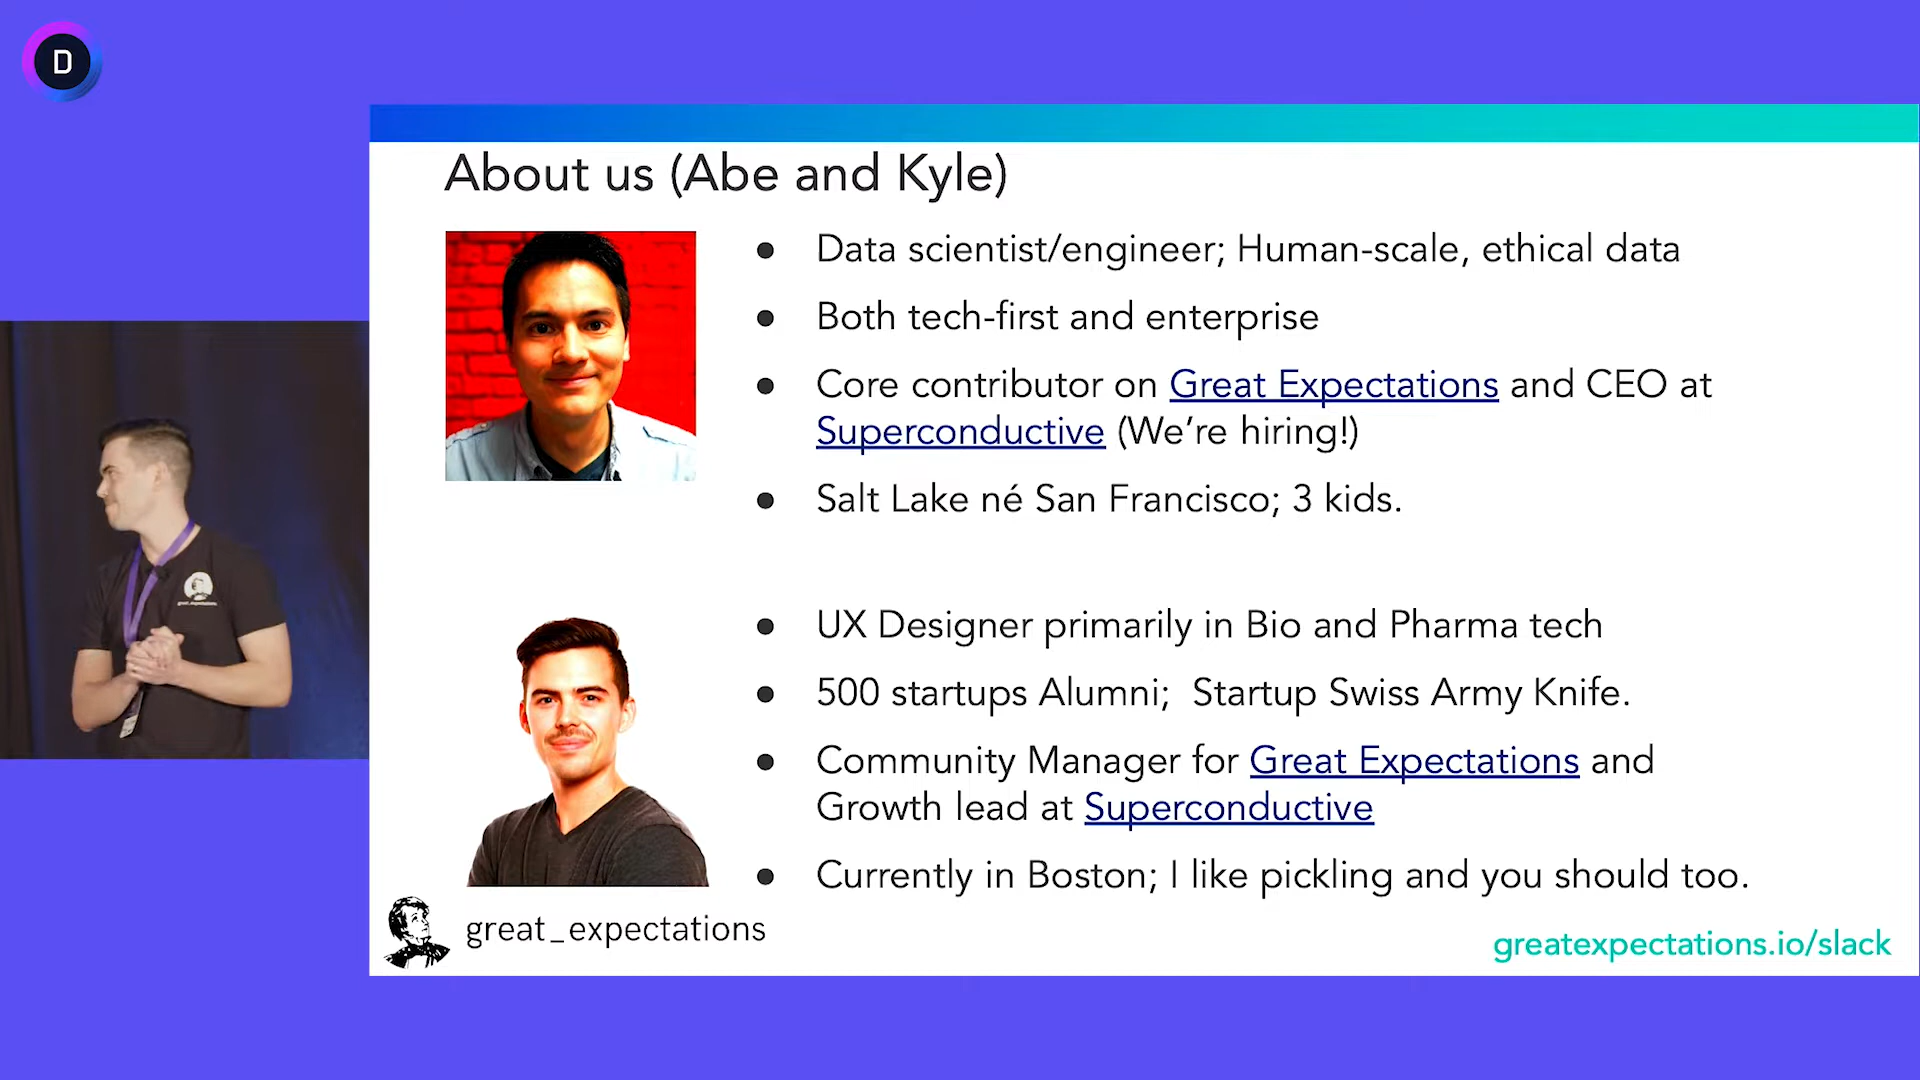 D
About us (Abe and Kyle)
● Data scientist/engineer; Human-scale, ethical data
● Both tech-first and enterprise
● Core contributor on Great Expectations and CEO at
Superconductive (We’re hiring!)
● Salt Lake né San Francisco; 3 kids.
● UX Designer primarily in Bio and Pharma tech
● 500 startups Alumni;  Startup Swiss Army Knife.
● Community Manager for Great Expectations and
Growth lead at Superconductive
● Currently in Boston; I like pickling and you should too.
great_expectations
greatexpectations.io/slack
great_expectations